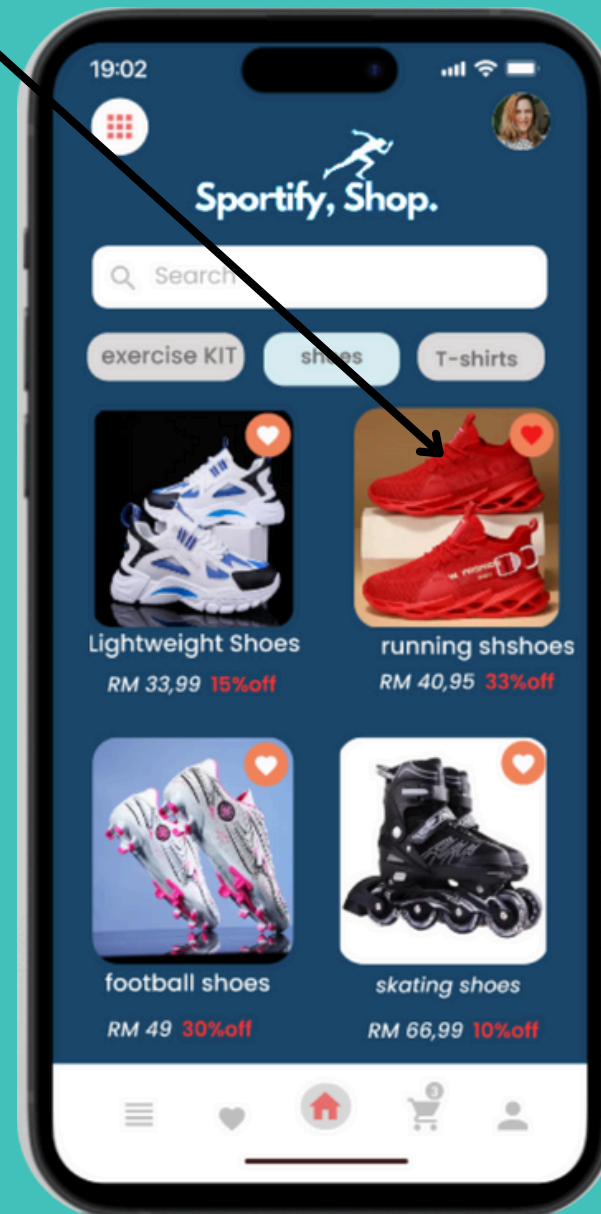 19:02
Sportify, Shop.
Search
exercise KIT
shoes
T-shirts
Lightweight Shoes
running shshoes
RM 33,99 15%off
RM 40,95 33%off
football shoes
skating shoes
RM 49 30%off
RM 66,99 10%off
3